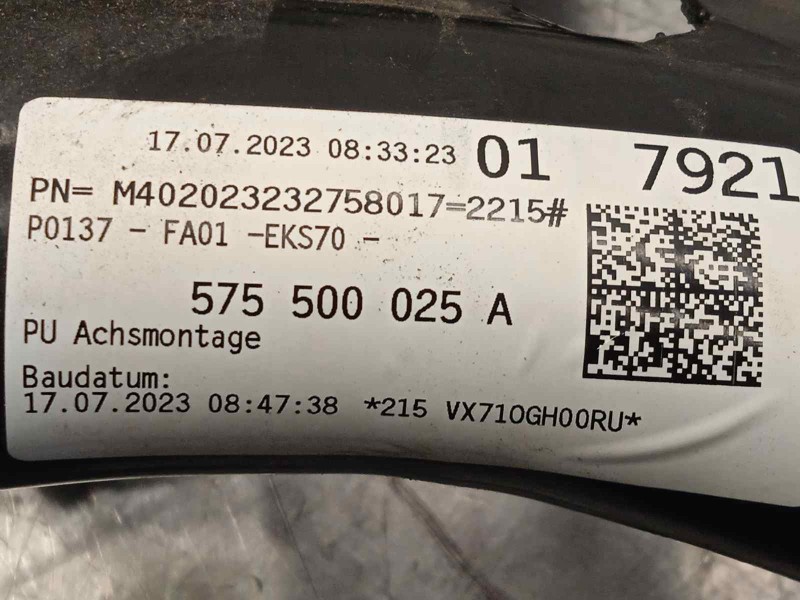 17.07.2023 08:33:23 01 7921
PN= M402023232758017=2215#
P0137 - FA01 -EKS70 -
575 500 025 A
PU Achsmontage
Baudatum:
17.07.2023 08:47:38 *215 VX710GH00RU*